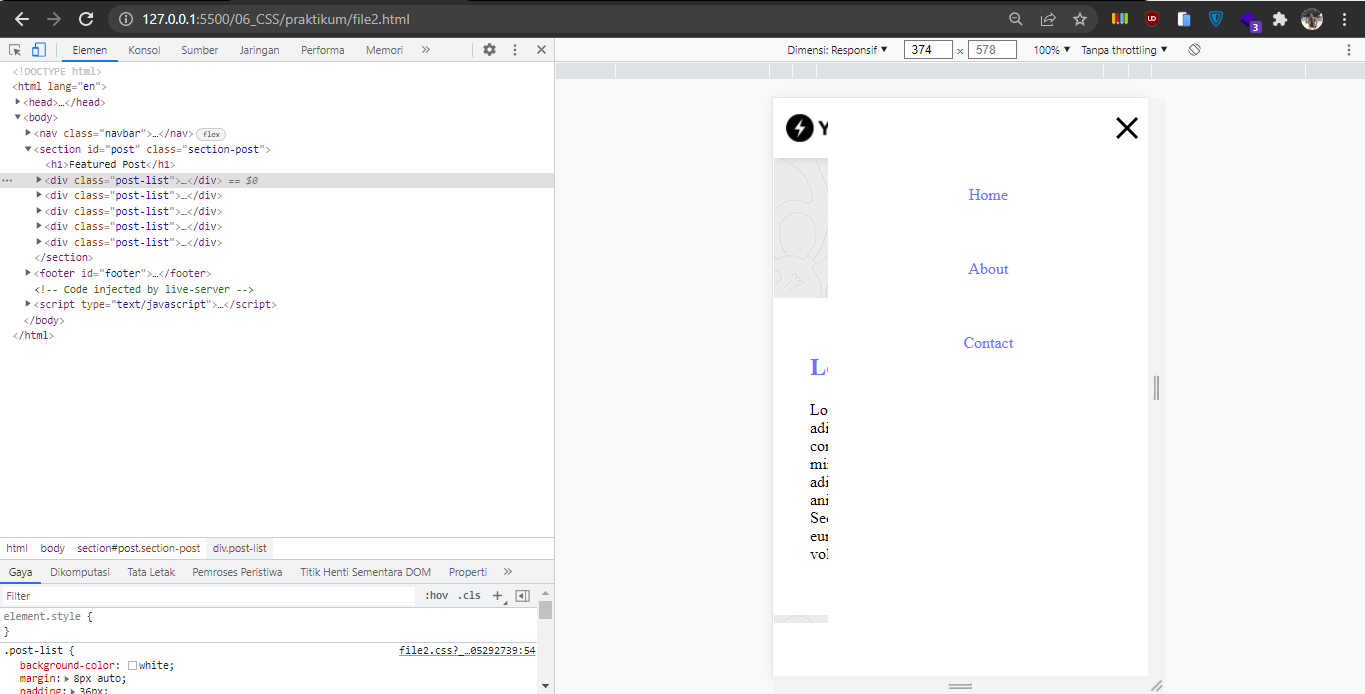 127.0.0.1:5500/06_CSS/praktikum/file2.html
UD
3
Elemen Konsol Sumber Jaringan Performa Memori »
Dimensi: Responsif ▼ 374 × 578 100% ▼ Tanpa throttling ▼
<!DOCTYPE html>
<html lang="en">
<head>…</head>
<body>
<nav class="navbar">…</nav> flex
<section id="post" class="section-post">
<h1>Featured Post</h1>
<div class="post-list">…</div> == $0
<div class="post-list">…</div>
<div class="post-list">…</div>
<div class="post-list">…</div>
<div class="post-list">…</div>
</section>
<footer id="footer">…</footer>
<!-- Code injected by live-server -->
<script type="text/javascript">…</script>
</body>
</html>
html body section#post.section-post div.post-list
Gaya Dikomputasi Tata Letak Pemroses Peristiwa Titik Henti Sementara DOM Properti »
Filter :hov .cls +
element.style {
}
.post-list { file2.css?_…05292739:54
background-color: white;
margin: 8px auto;
padding: 36px;
Y
Home
About
Contact
Lo
adi
con
mi
adi
ani
Sec
eur
vol